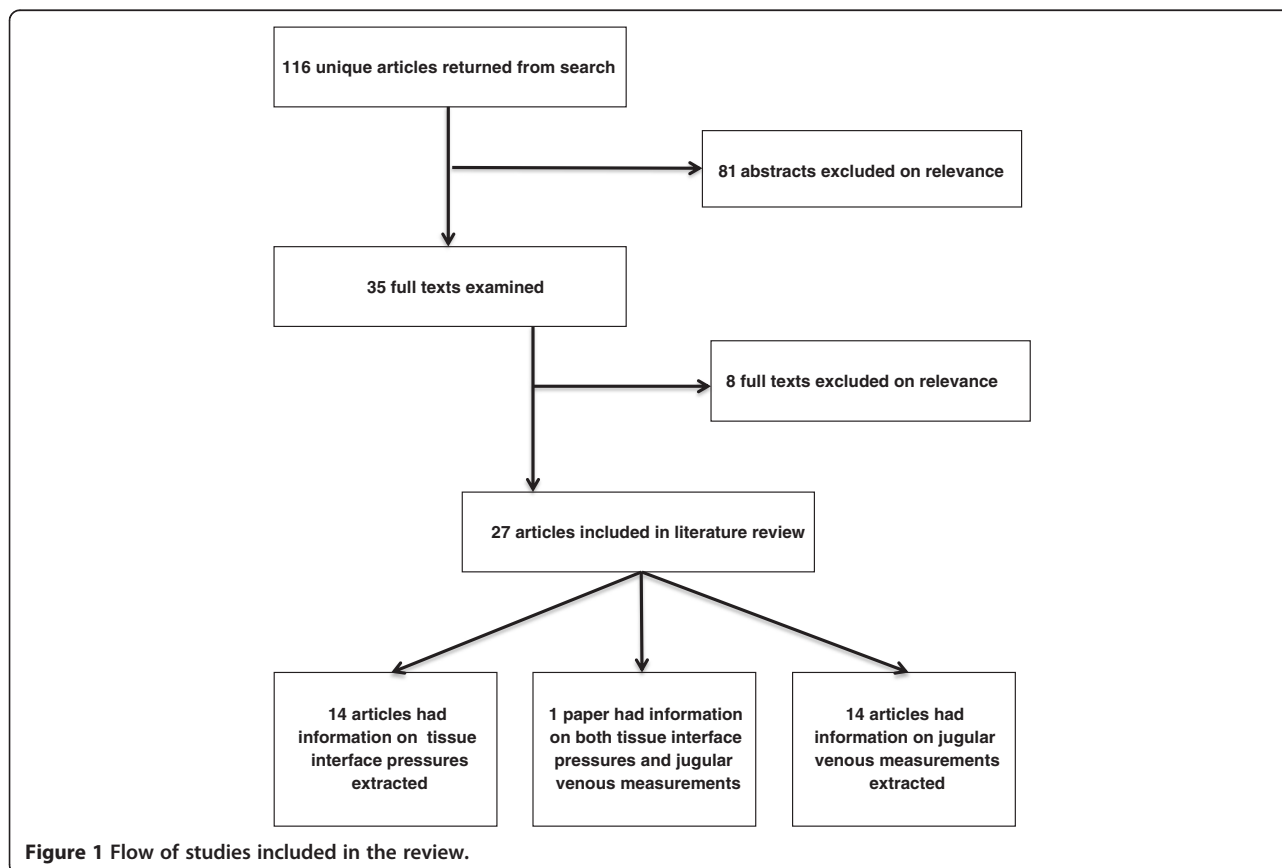 116 unique articles returned from search
81 abstracts excluded on relevance
35 full texts examined
8 full texts excluded on relevance
27 articles included in literature review
14 articles had
information on tissue
interface pressures
extracted
1 paper had information
on both tissue interface
pressures and jugular
venous measurements
14 articles had
information on jugular
venous measurements
extracted
Figure 1 Flow of studies included in the review.